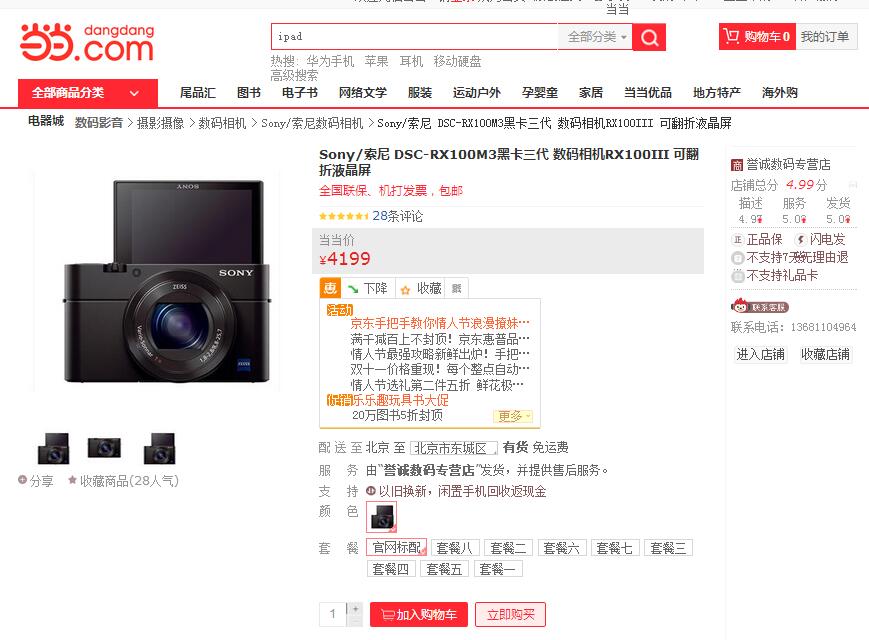 当当
dangdang
当当.com
ipad
全部分类
购物车0
我的订单
热搜: 华为手机 苹果 耳机 移动硬盘
高级搜索
全部商品分类
尾品汇 图书 电子书 网络文学 服装 运动户外 孕婴童 家居 当当优品 地方特产 海外购
电器城 数码影音 > 摄影摄像 > 数码相机 > Sony/索尼数码相机 > Sony/索尼 DSC-RX100M3黑卡三代 数码相机RX100III 可翻折液晶屏
Sony/索尼 DSC-RX100M3黑卡三代 数码相机RX100III 可翻
折液晶屏
全国联保、机打发票，包邮
28条评论
当当价
¥4199
SONY
SONY
ZEISS
惠 下降 收藏
活动
京东手把手教你情人节浪漫撩妹…
满千减百上不封顶！京东惠普品…
情人节最强攻略新鲜出炉！手把…
双十一价格重现！每个整点自动…
情人节选礼第二件五折 鲜花极…
促销 乐乐趣玩具书大促
20万图书5折封顶
更多
配送至 北京 至 北京市东城区 有货 免运费
服务 由“誉诚数码专营店”发货，并提供售后服务。
支持 以旧换新，闲置手机回收返现金
颜色
套餐 官网标配 套餐八 套餐二 套餐六 套餐七 套餐三
套餐四 套餐五 套餐一
1 + 加入购物车 立即购买
分享 收藏商品(28人气)
商 誉诚数码专营店
店铺总分 4.99分
描述 服务 发货
4.9 5.0 5.0
正 正品保 闪电发
不支持7天无理由退
不支持礼品卡
联系客服
联系电话: 13681104964
进入店铺 收藏店铺